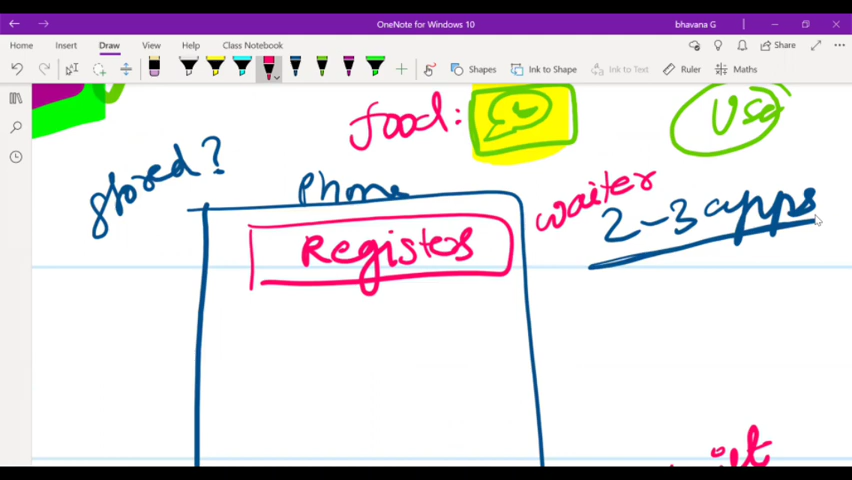 OneNote for Windows 10
bhavana G
Home Insert Draw View Help Class Notebook
Share
Shapes Ink to Shape Ink to Text Ruler Maths
food:
stored?
phone
waiter
2-3 apps
Registers